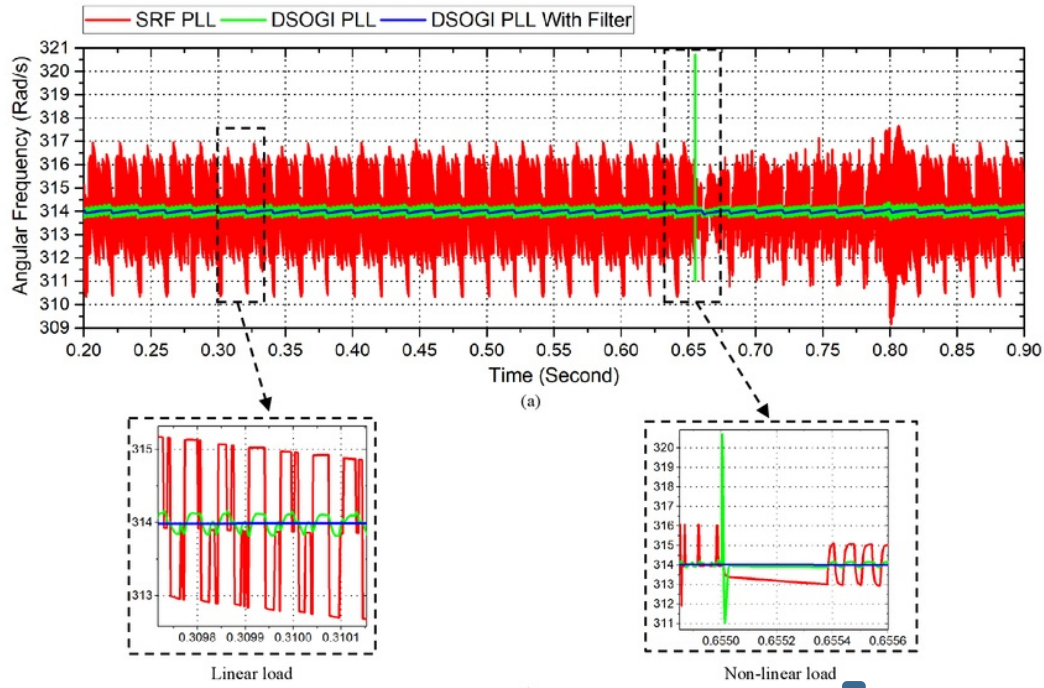 SRF PLL DSOGI PLL DSOGI PLL With Filter
Angular Frequency (Rad/s)
321
320
319
318
317
316
315
314
313
312
311
310
309
0.20 0.25 0.30 0.35 0.40 0.45 0.50 0.55 0.60 0.65 0.70 0.75 0.80 0.85 0.90
Time (Second)
(a)
315
314
313
0.3098 0.3099 0.3100 0.3101
Linear load
320
319
318
317
316
315
314
313
312
311
0.6550 0.6552 0.6554 0.6556
Non-linear load